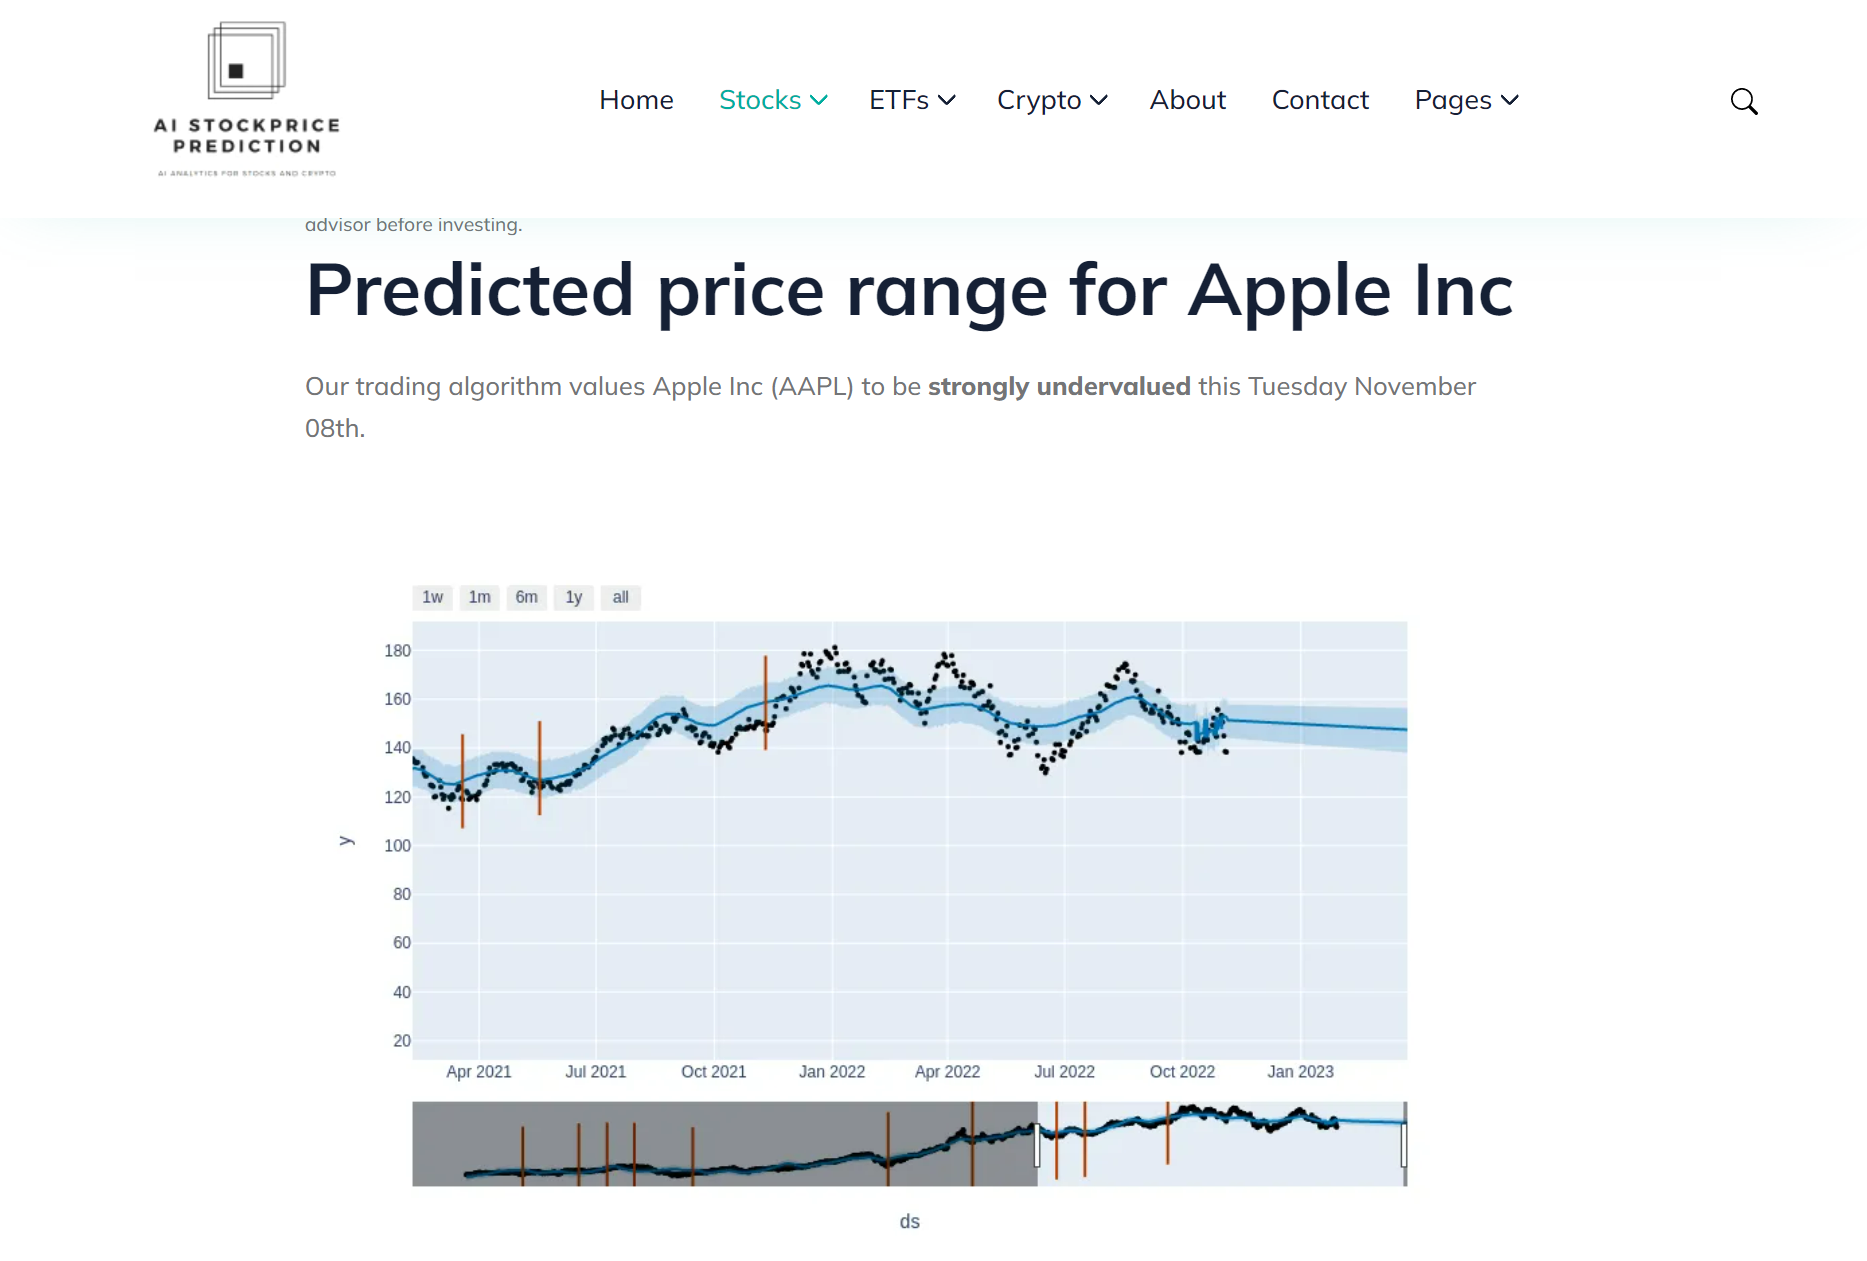 AI STOCKPRICE
PREDICTION
AI ANALYTICS FOR STOCKS AND CRYPTO
Home Stocks ETFs Crypto About Contact Pages
advisor before investing.
Predicted price range for Apple Inc
Our trading algorithm values Apple Inc (AAPL) to be strongly undervalued this Tuesday November
08th.
1w 1m 6m 1y all
180
160
140
120
100
80
60
40
20
y
Apr 2021 Jul 2021 Oct 2021 Jan 2022 Apr 2022 Jul 2022 Oct 2022 Jan 2023
ds